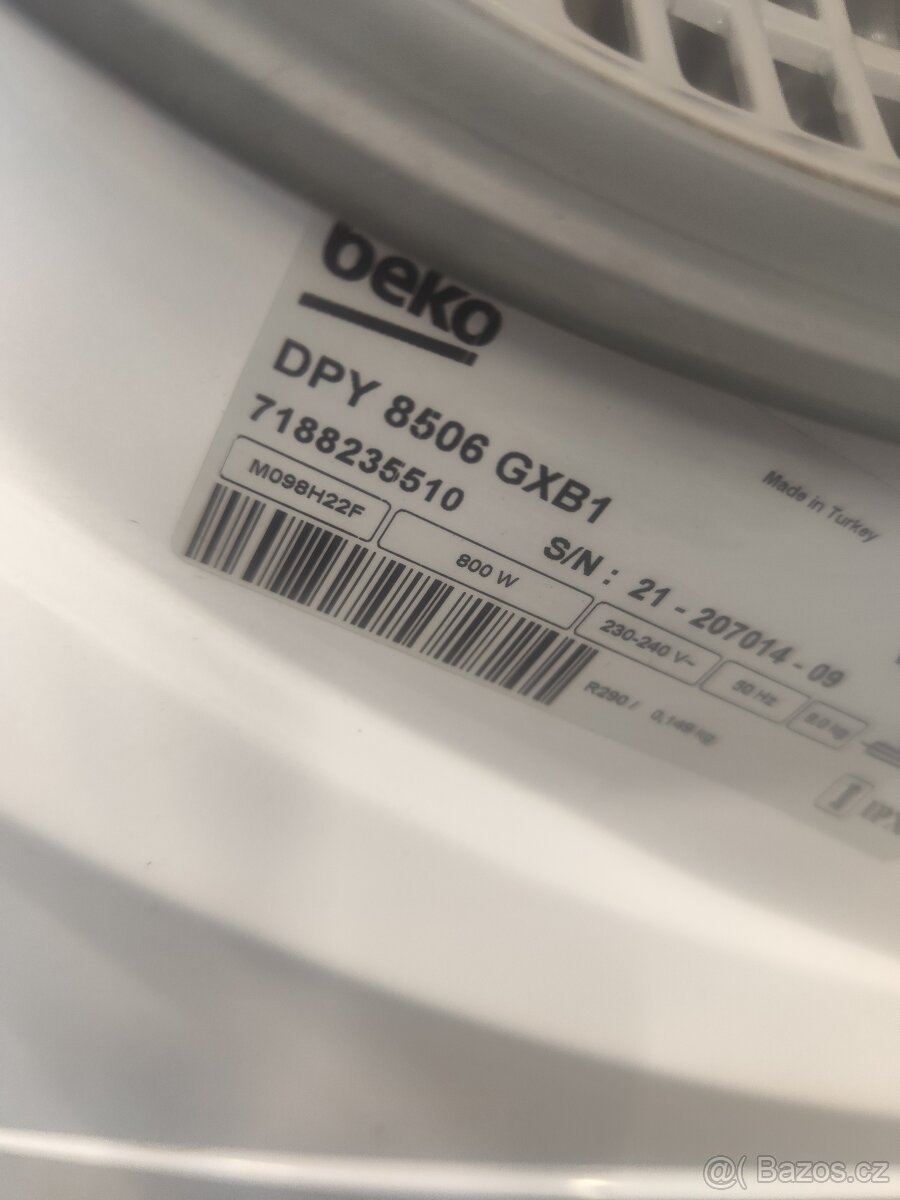 beko
DPY 8506 GXB1
7188235510
S/N : 21 - 207014 - 09
Made in Turkey
M098H22F
800 W
230-240 V~
50 Hz
8.0 kg
R290 / 0,149 kg
@( Bazos.cz